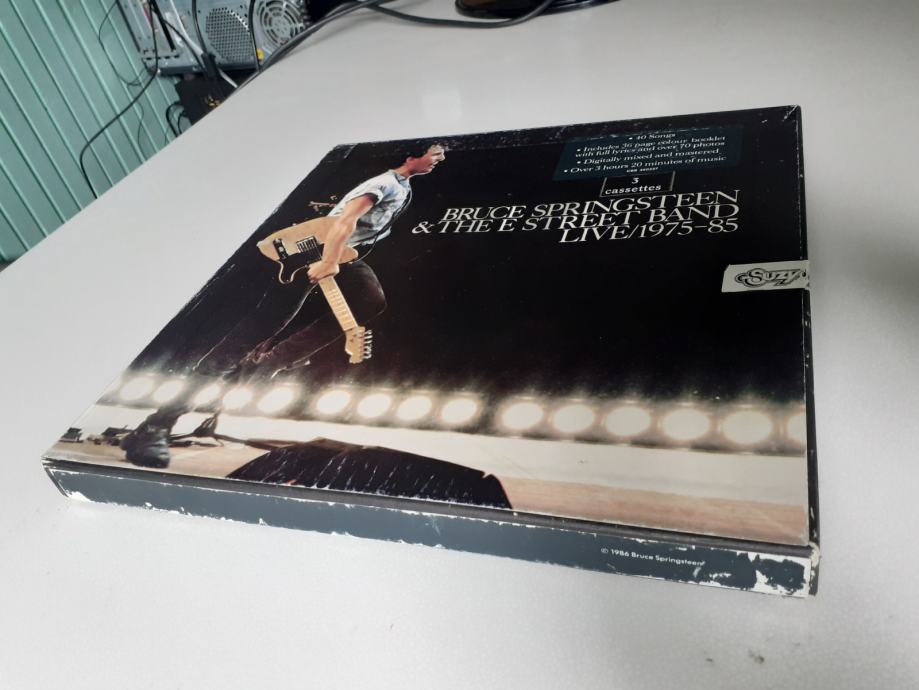 • 40 Songs
• Includes 36 page colour booklet
with full lyrics and over 70 photos
• Digitally mixed and mastered
• Over 3 hours 20 minutes of music
3
cassettes
BRUCE SPRINGSTEEN
& THE E STREET BAND
LIVE/1975-85
SUZY
© 1986 Bruce Springsteen